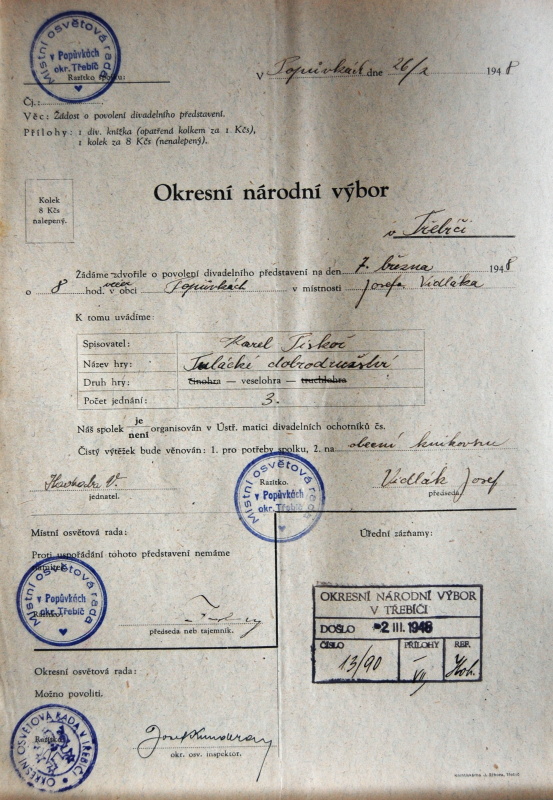 Místní osvětová rada
v Popůvkách
okr. Třebíč
Razítko spolku:
V Popůvkách dne 26/2 1948
Čj.:
Věc: Žádost o povolení divadelního představení.
Přílohy: 1 div. knížka (opatřená kolkem za 1 Kčs),
1 kolek za 8 Kčs (nenalepený).
Kolek
8 Kčs
nalepený.
Okresní národní výbor
v Třebíči
Žádáme zdvořile o povolení divadelního představení na den 7. března 1948
o 8 hod. večer v obci Popůvkách v místnosti Josefa Vidláka
K tomu uvádíme:
Spisovatel: Karel Tiskoč
Název hry: Tulácké dobrodružství
Druh hry: činohra — veselohra — truchlohra
Počet jednání: 3.
Náš spolek je
není organisován v Ústř. matici divadelních ochotníků čs.
Čistý výtěžek bude věnován: 1. pro potřeby spolku, 2. na obecní knihovnu
V.
jednatel.
Razítko.
Místní osvětová rada
v Popůvkách
okr. Třebíč
Vidlák Josef
předseda
Místní osvětová rada:
Proti uspořádání tohoto představení nemáme
námitek.
Místní osvětová rada
v Popůvkách
okr. Třebíč
Razítko:
předseda neb tajemník.
Úřední záznamy:
OKRESNÍ NÁRODNÍ VÝBOR
V TŘEBÍČI
DOŠLO -2 III. 1948
ČÍSLO PŘÍLOHY REF.
13/90
Okresní osvětová rada:
Možno povoliti.
OKRESNÍ OSVĚTOVÁ RADA V TŘEBÍČI
Razítko:
Josef
okr. osv. inspektor.